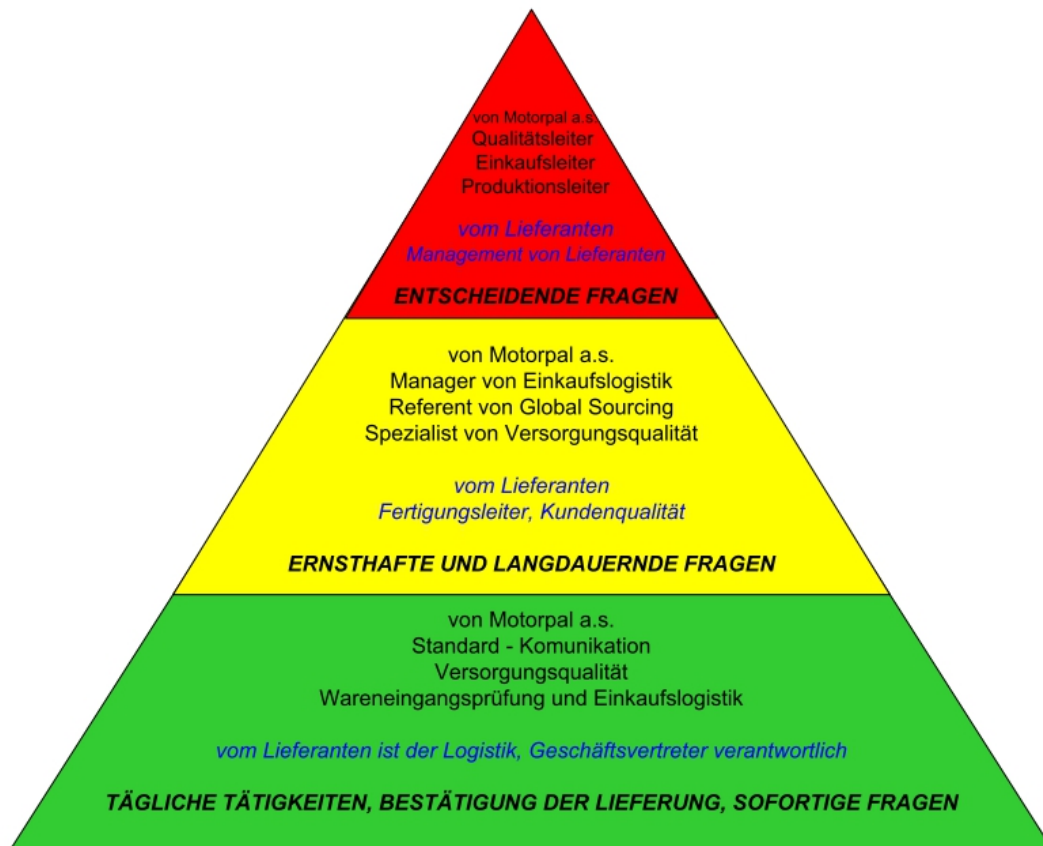 von Motorpal a.s.
Qualitätsleiter
Einkaufsleiter
Produktionsleiter
vom Lieferanten
Management von Lieferanten
ENTSCHEIDENDE FRAGEN
von Motorpal a.s.
Manager von Einkaufslogistik
Referent von Global Sourcing
Spezialist von Versorgungsqualität
vom Lieferanten
Fertigungsleiter, Kundenqualität
ERNSTHAFTE UND LANGDAUERNDE FRAGEN
von Motorpal a.s.
Standard - Komunikation
Versorgungsqualität
Wareneingangsprüfung und Einkaufslogistik
vom Lieferanten ist der Logistik, Geschäftsvertreter verantwortlich
TÄGLICHE TÄTIGKEITEN, BESTÄTIGUNG DER LIEFERUNG, SOFORTIGE FRAGEN